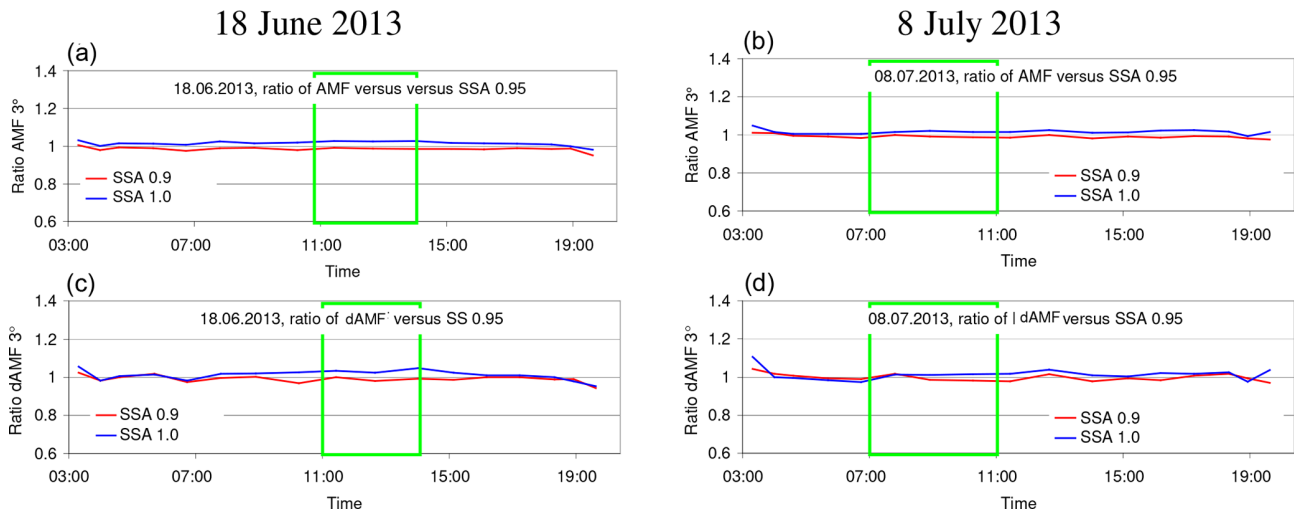 18 June 2013
8 July 2013
(a)
18.06.2013, ratio of AMF versus versus SSA 0.95
Ratio AMF 3°
1.4
1.2
1
0.8
0.6
SSA 0.9
SSA 1.0
03:00 07:00 11:00 15:00 19:00
Time
(b)
08.07.2013, ratio of AMF versus SSA 0.95
Ratio AMF 3°
1.4
1.2
1
0.8
0.6
SSA 0.9
SSA 1.0
03:00 07:00 11:00 15:00 19:00
Time
(c)
18.06.2013, ratio of dAMF versus SS 0.95
Ratio dAMF 3°
1.4
1.2
1
0.8
0.6
SSA 0.9
SSA 1.0
03:00 07:00 11:00 15:00 19:00
Time
(d)
08.07.2013, ratio of | dAMF versus SSA 0.95
Ratio dAMF 3°
1.4
1.2
1
0.8
0.6
SSA 0.9
SSA 1.0
03:00 07:00 11:00 15:00 19:00
Time